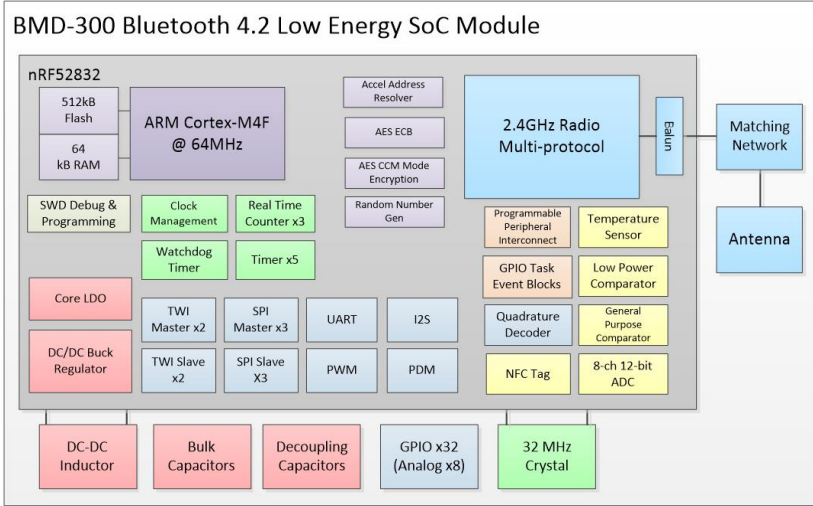 BMD-300 Bluetooth 4.2 Low Energy SoC Module
nRF52832
512kB
Flash
64
kB RAM
ARM Cortex-M4F
@ 64MHz
Accel Address
Resolver
AES ECB
AES CCM Mode
Encryption
Random Number
Gen
2.4GHz Radio
Multi-protocol
Balun
Matching
Network
Antenna
SWD Debug &
Programming
Clock
Management
Real Time
Counter x3
Watchdog
Timer
Timer x5
Programmable
Peripheral
Interconnect
Temperature
Sensor
GPIO Task
Event Blocks
Low Power
Comparator
Core LDO
DC/DC Buck
Regulator
TWI
Master x2
SPI
Master x3
UART
I2S
Quadrature
Decoder
General
Purpose
Comparator
TWI Slave
x2
SPI Slave
X3
PWM
PDM
NFC Tag
8-ch 12-bit
ADC
DC-DC
Inductor
Bulk
Capacitors
Decoupling
Capacitors
GPIO x32
(Analog x8)
32 MHz
Crystal